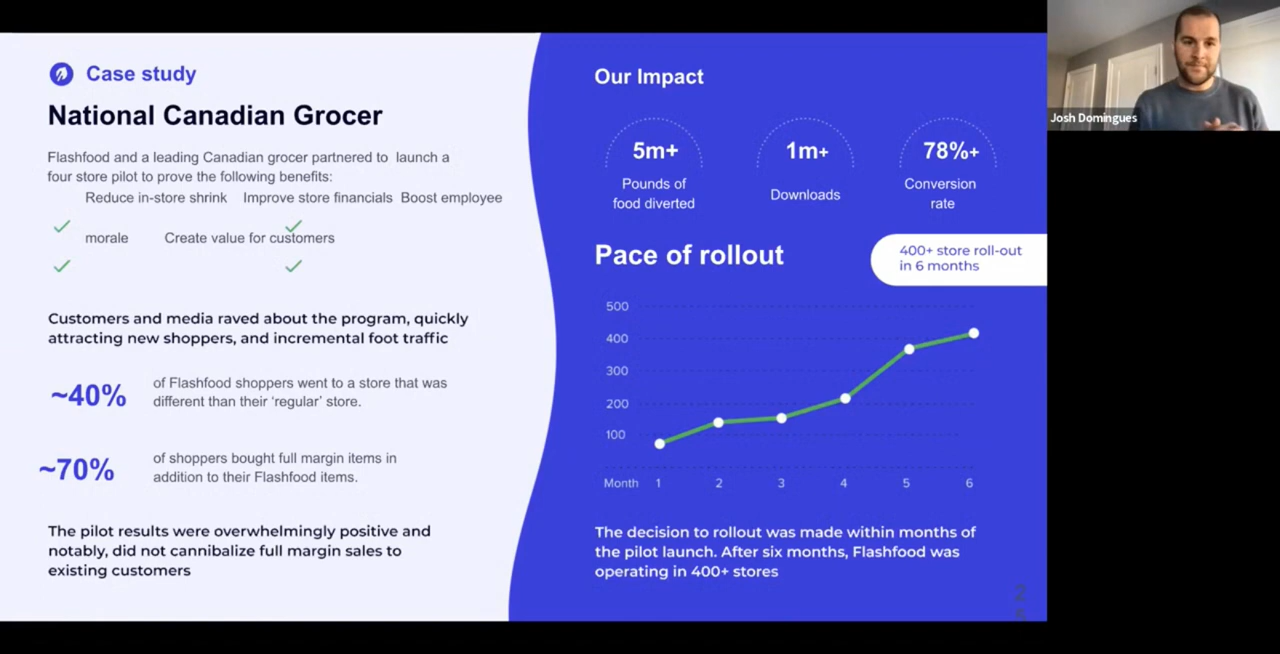 Case study
National Canadian Grocer
Flashfood and a leading Canadian grocer partnered to launch a
four store pilot to prove the following benefits:
Reduce in-store shrink Improve store financials Boost employee
morale Create value for customers
Customers and media raved about the program, quickly
attracting new shoppers, and incremental foot traffic
~40%
of Flashfood shoppers went to a store that was
different than their ‘regular’ store.
~70%
of shoppers bought full margin items in
addition to their Flashfood items.
The pilot results were overwhelmingly positive and
notably, did not cannibalize full margin sales to
existing customers
Our Impact
5m+
Pounds of
food diverted
1m+
Downloads
78%+
Conversion
rate
Pace of rollout
400+ store roll-out
in 6 months
500
400
300
200
100
Month 1 2 3 4 5 6
The decision to rollout was made within months of
the pilot launch. After six months, Flashfood was
operating in 400+ stores
Josh Domingues